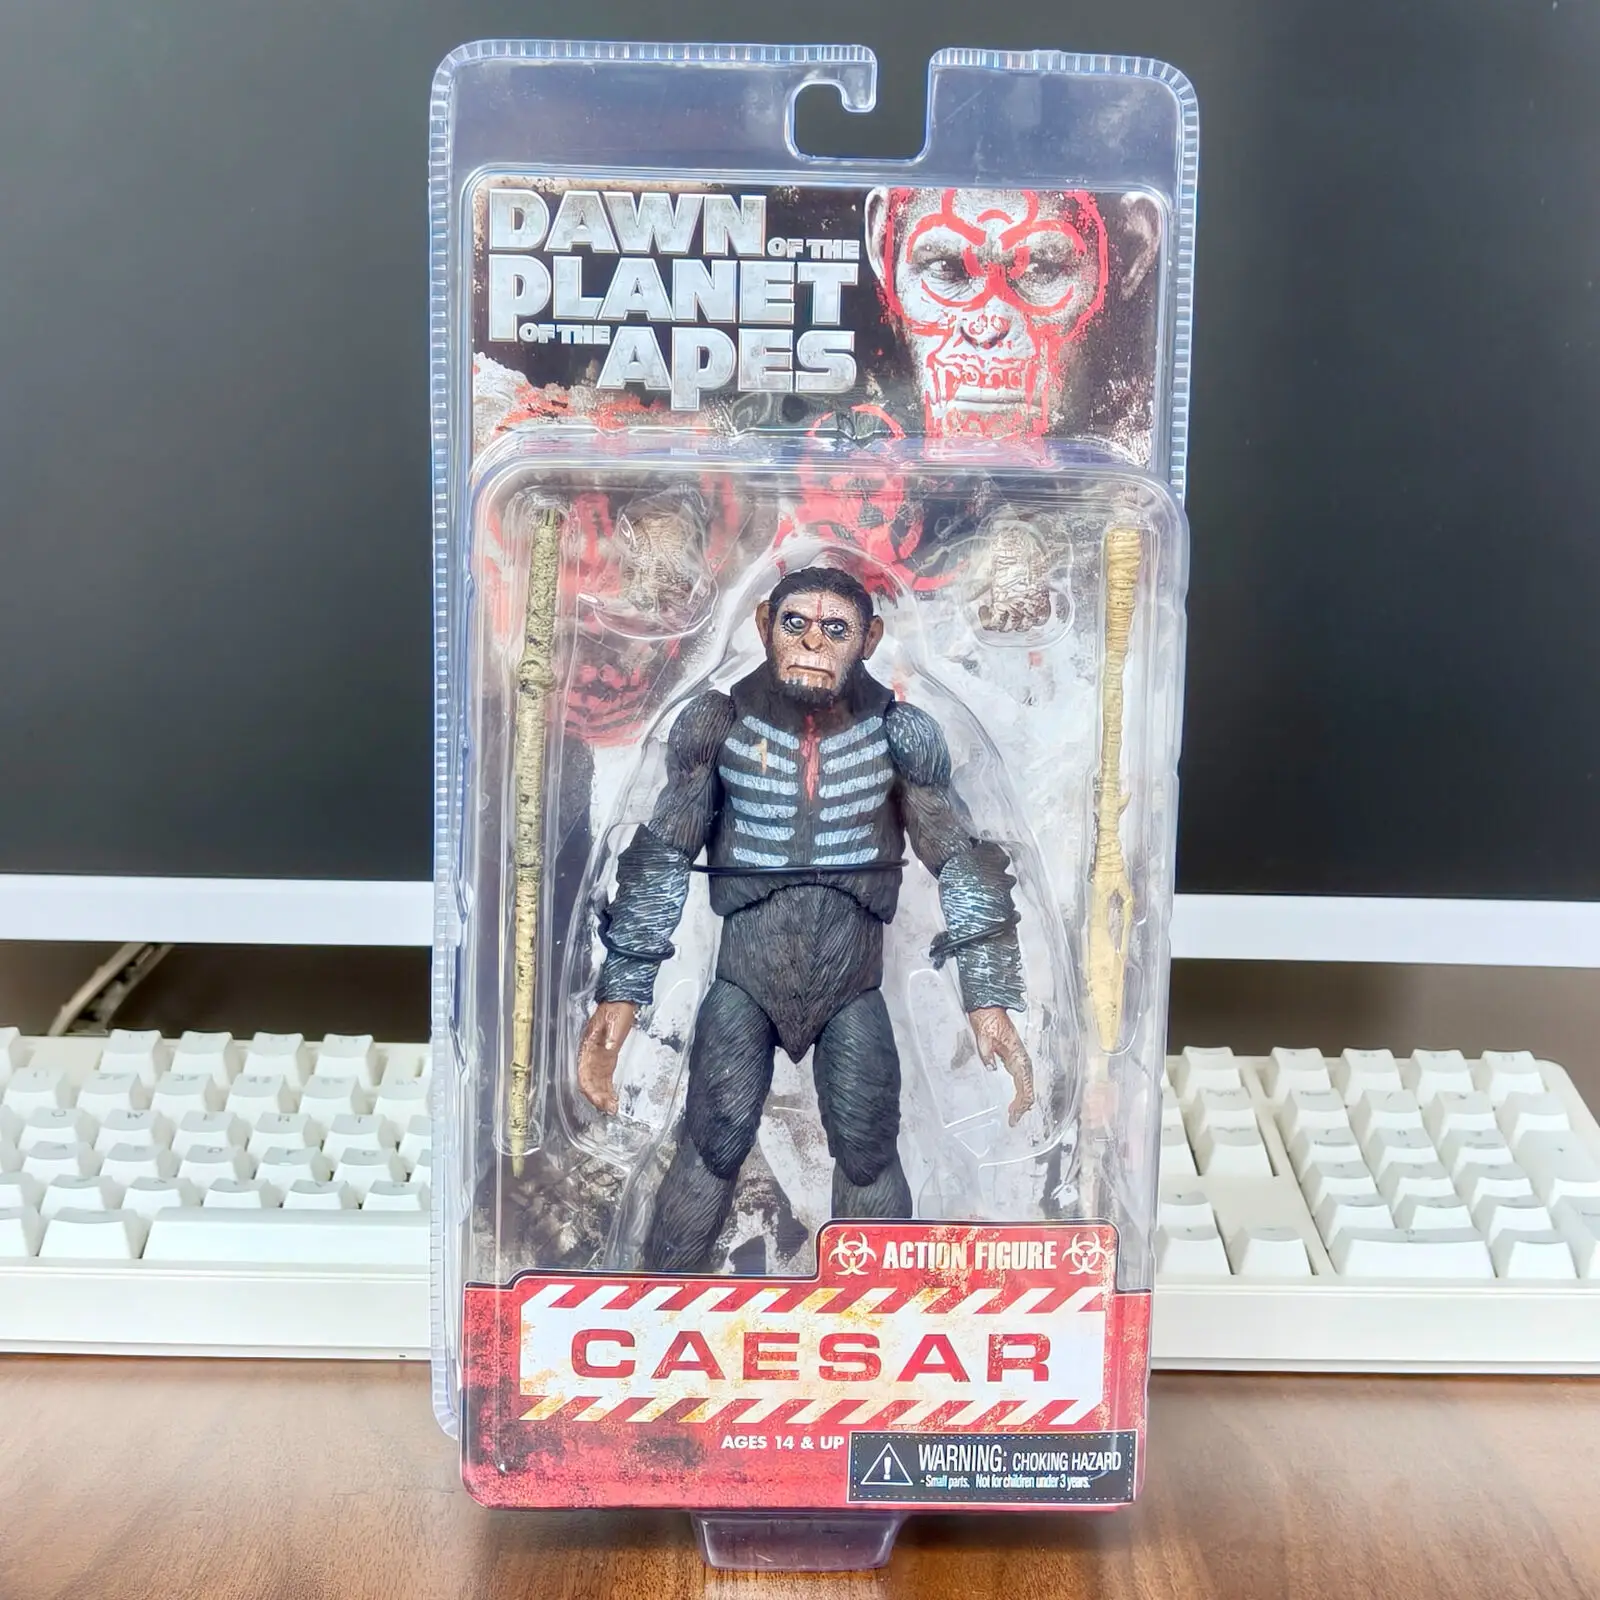 DAWN OF THE
PLANET
OF THE APES
ACTION FIGURE
CAESAR
AGES 14 & UP
WARNING: CHOKING HAZARD
- Small parts. Not for children under 3 years.